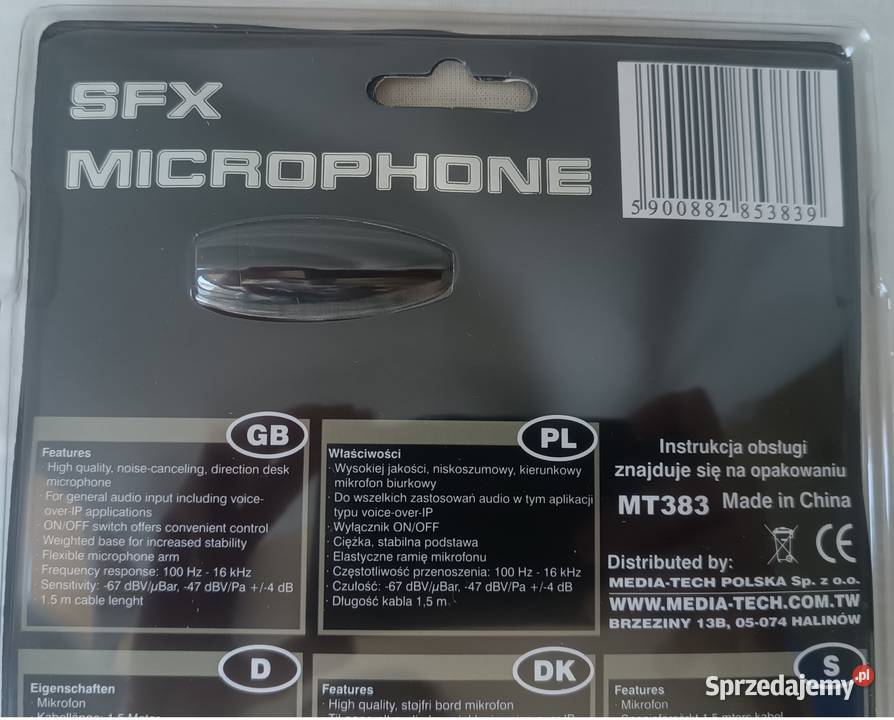 SFX
MICROPHONE
5 900882 853839
GB
Features
· High quality, noise-canceling, direction desk
microphone
· For general audio input including voice-
over-IP applications
· ON/OFF switch offers convenient control
· Weighted base for increased stability
· Flexible microphone arm
· Frequency response: 100 Hz - 16 kHz
· Sensitivity: -67 dBV/µBar, -47 dBV/Pa +/-4 dB
· 1.5 m cable lenght
PL
Właściwości
· Wysokiej jakości, niskoszumowy, kierunkowy
mikrofon biurkowy
· Do wszelkich zastosowań audio w tym aplikacji
typu voice-over-IP
· Wyłącznik ON/OFF
· Ciężka, stabilna podstawa
· Elastyczne ramię mikrofonu
· Częstotliwość przenoszenia: 100 Hz - 16 kHz
· Czułość: -67 dBV/µBar, -47 dBV/Pa +/-4 dB
· Długość kabla 1,5 m
Instrukcja obsługi
znajduje się na opakowaniu
MT383 Made in China
CE
Distributed by:
MEDIA-TECH POLSKA Sp. z o.o.
WWW.MEDIA-TECH.COM.TW
BRZEZINY 13B, 05-074 HALINÓW
D
Eigenschaften
· Mikrofon
· Kabellänge: 1,5 Meter
DK
Features
· High quality, støjfri bord mikrofon
S
Features
· Mikrofon
Sprzedajemy.pl